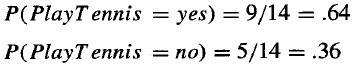 P(PlayTennis = yes) = 9/14 = .64
P(PlayTennis = no) = 5/14 = .36